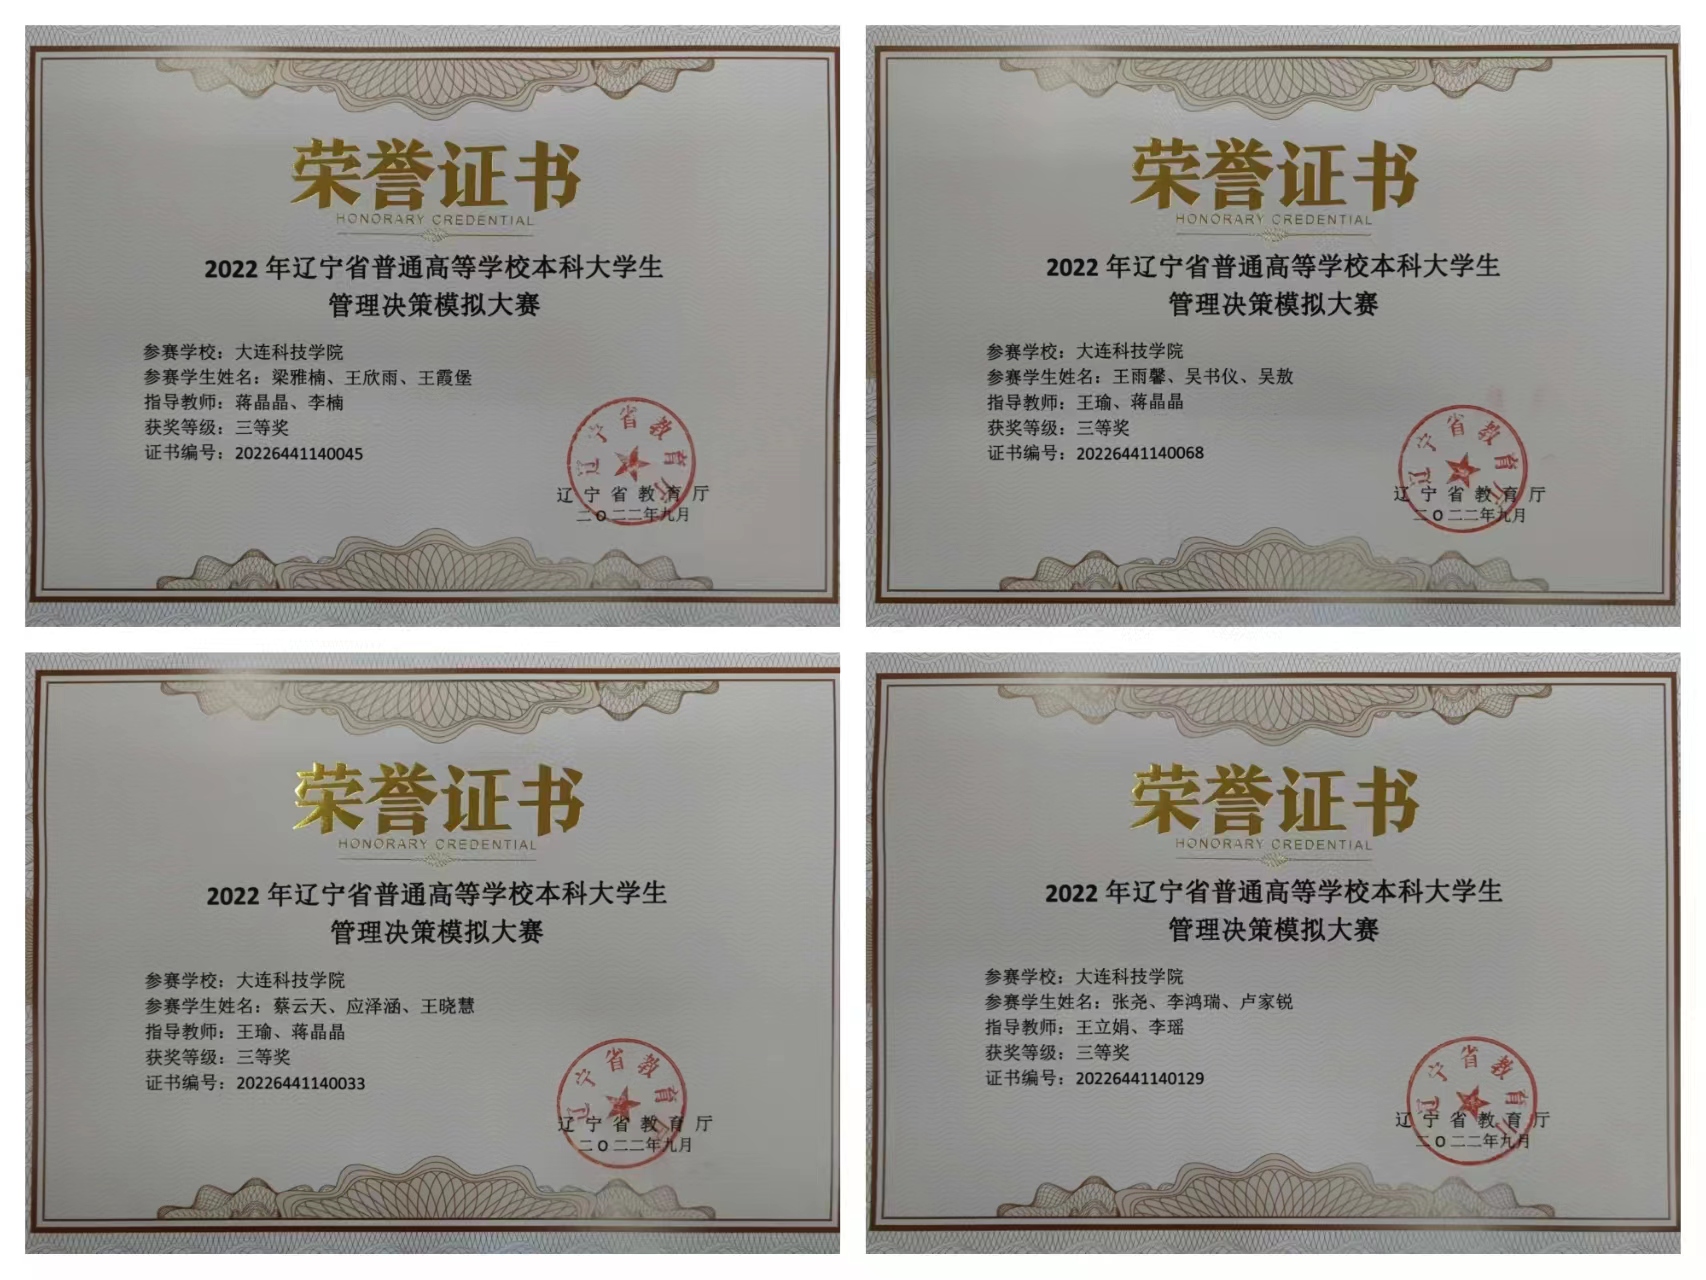 荣誉证书
HONORARY CREDENTIAL
2022年辽宁省普通高等学校本科大学生
管理决策模拟大赛
参赛学校：大连科技学院
参赛学生姓名：梁雅楠、王欣雨、王霞堡
指导教师：蒋晶晶、李楠
获奖等级：三等奖
证书编号：20226441140045
辽宁省教育厅
辽宁省教育厅
二〇二二年九月
荣誉证书
HONORARY CREDENTIAL
2022年辽宁省普通高等学校本科大学生
管理决策模拟大赛
参赛学校：大连科技学院
参赛学生姓名：王雨馨、吴书仪、吴敖
指导教师：王瑜、蒋晶晶
获奖等级：三等奖
证书编号：20226441140068
辽宁省教育厅
辽宁省教育厅
二〇二二年九月
荣誉证书
HONORARY CREDENTIAL
2022年辽宁省普通高等学校本科大学生
管理决策模拟大赛
参赛学校：大连科技学院
参赛学生姓名：蔡云天、应泽涵、王晓慧
指导教师：王瑜、蒋晶晶
获奖等级：三等奖
证书编号：20226441140033
辽宁省教育厅
辽宁省教育厅
二〇二二年九月
荣誉证书
HONORARY CREDENTIAL
2022年辽宁省普通高等学校本科大学生
管理决策模拟大赛
参赛学校：大连科技学院
参赛学生姓名：张尧、李鸿瑞、卢家锐
指导教师：王立娟、李瑶
获奖等级：三等奖
证书编号：20226441140129
辽宁省教育厅
辽宁省教育厅
二〇二二年九月